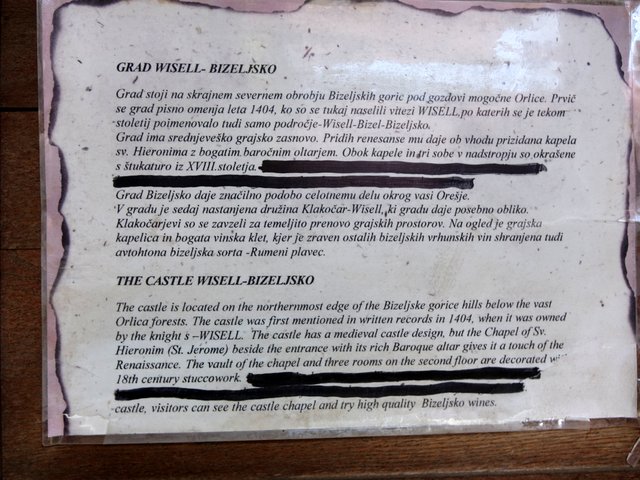 GRAD WISELL- BIZELJSKO
Grad stoji na skrajnem severnem obrobju Bizeljskih goric pod gozdovi mogočne Orlice. Prvič
se grad pisno omenja leta 1404, ko so se tukaj naselili vitezi WISELL,po katerih se je tekom
stoletij poimenovalo tudi samo področje-Wisell-Bizel-Bizeljsko.
Grad ima srednjeveško grajsko zasnovo. Pridih renesanse mu daje ob vhodu prizidana kapela
sv. Hieronima z bogatim baročnim oltarjem. Obok kapele in tri sobe v nadstropju so okrašene
s štukaturo iz XVIII.stoletja.
Grad Bizeljsko daje značilno podobo celotnemu delu okrog vasi Orešje.
V gradu je sedaj nastanjena družina Klakočar-Wisell, ki gradu daje posebno obliko.
Klakočarjevi so se zavzeli za temeljito prenovo grajskih prostorov. Na ogled je grajska
kapelica in bogata vinska klet, kjer je zraven ostalih bizeljskih vrhunskih vin shranjena tudi
avtohtona bizeljska sorta -Rumeni plavec.
THE CASTLE WISELL-BIZELJSKO
The castle is located on the northernmost edge of the Bizeljske gorice hills below the vast
Orlica forests. The castle was first mentioned in written records in 1404, when it was owned
by the knight s -WISELL. The castle has a medieval castle design, but the Chapel of Sv.
Hieronim (St. Jerome) beside the entrance with its rich Baroque altar gives it a touch of the
Renaissance. The vault of the chapel and three rooms on the second floor are decorated
18th century stuccowork.
castle, visitors can see the castle chapel and try high quality Bizeljsko wines.